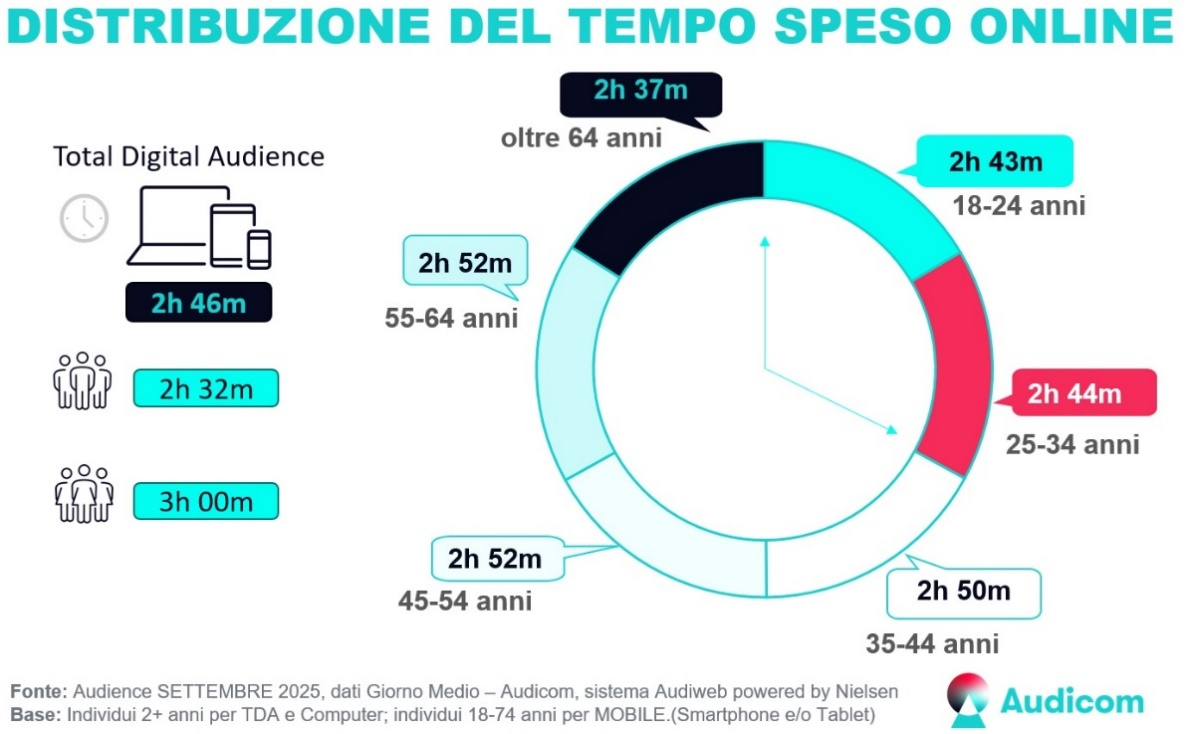 DISTRIBUZIONE DEL TEMPO SPESO ONLINE
Total Digital Audience
2h 46m
2h 32m
3h 00m
2h 37m
oltre 64 anni
2h 43m
18-24 anni
2h 44m
25-34 anni
2h 50m
35-44 anni
2h 52m
45-54 anni
2h 52m
55-64 anni
Fonte: Audience SETTEMBRE 2025, dati Giorno Medio – Audicom, sistema Audiweb powered by Nielsen
Base: Individui 2+ anni per TDA e Computer; individui 18-74 anni per MOBILE.(Smartphone e/o Tablet)
Audicom